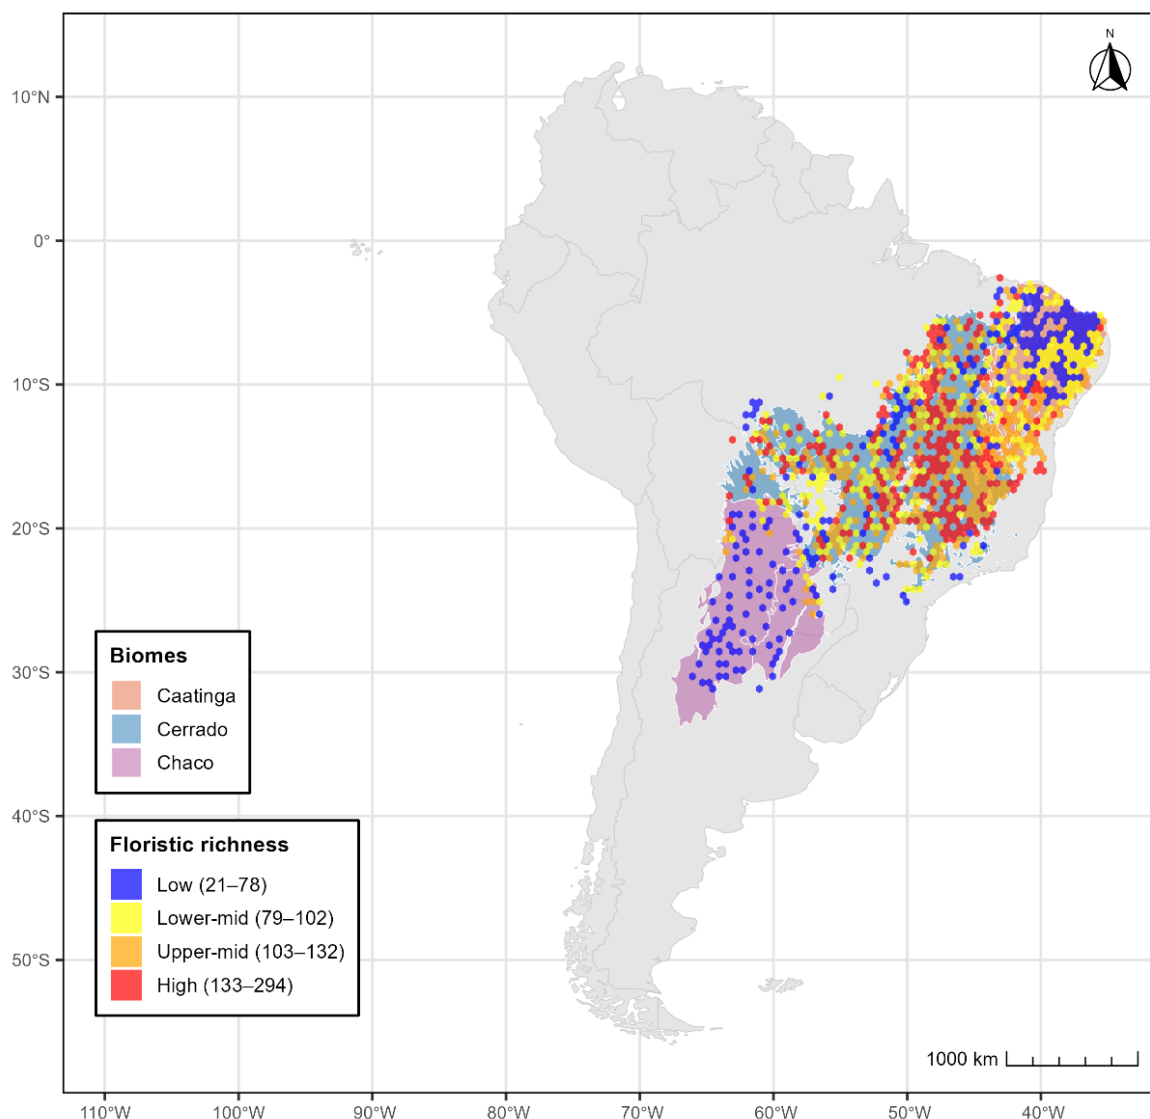 N
10°N
0°
10°S
20°S
30°S
40°S
50°S
Biomes
Caatinga
Cerrado
Chaco
Floristic richness
Low (21–78)
Lower-mid (79–102)
Upper-mid (103–132)
High (133–294)
1000 km
110°W 100°W 90°W 80°W 70°W 60°W 50°W 40°W